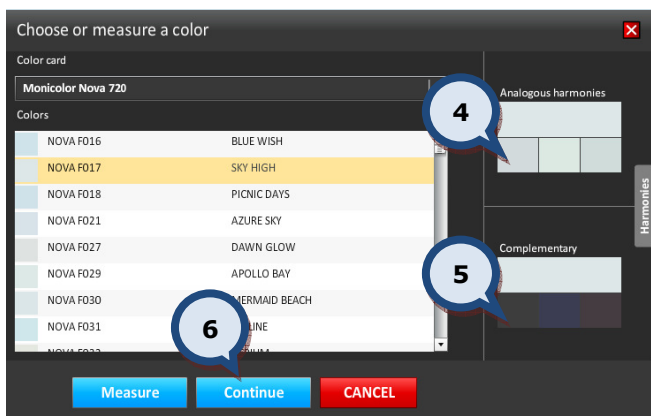 Choose or measure a color
Color card
Monicolor Nova 720
Colors
NOVA F016 BLUE WISH
NOVA F017 SKY HIGH
NOVA F018 PICNIC DAYS
NOVA F021 AZURE SKY
NOVA F027 DAWN GLOW
NOVA F029 APOLLO BAY
NOVA F030 MERMAID BEACH
NOVA F031
Measure
Continue
CANCEL
Analogous harmonies
Complementary
Harmonies
4
5
6